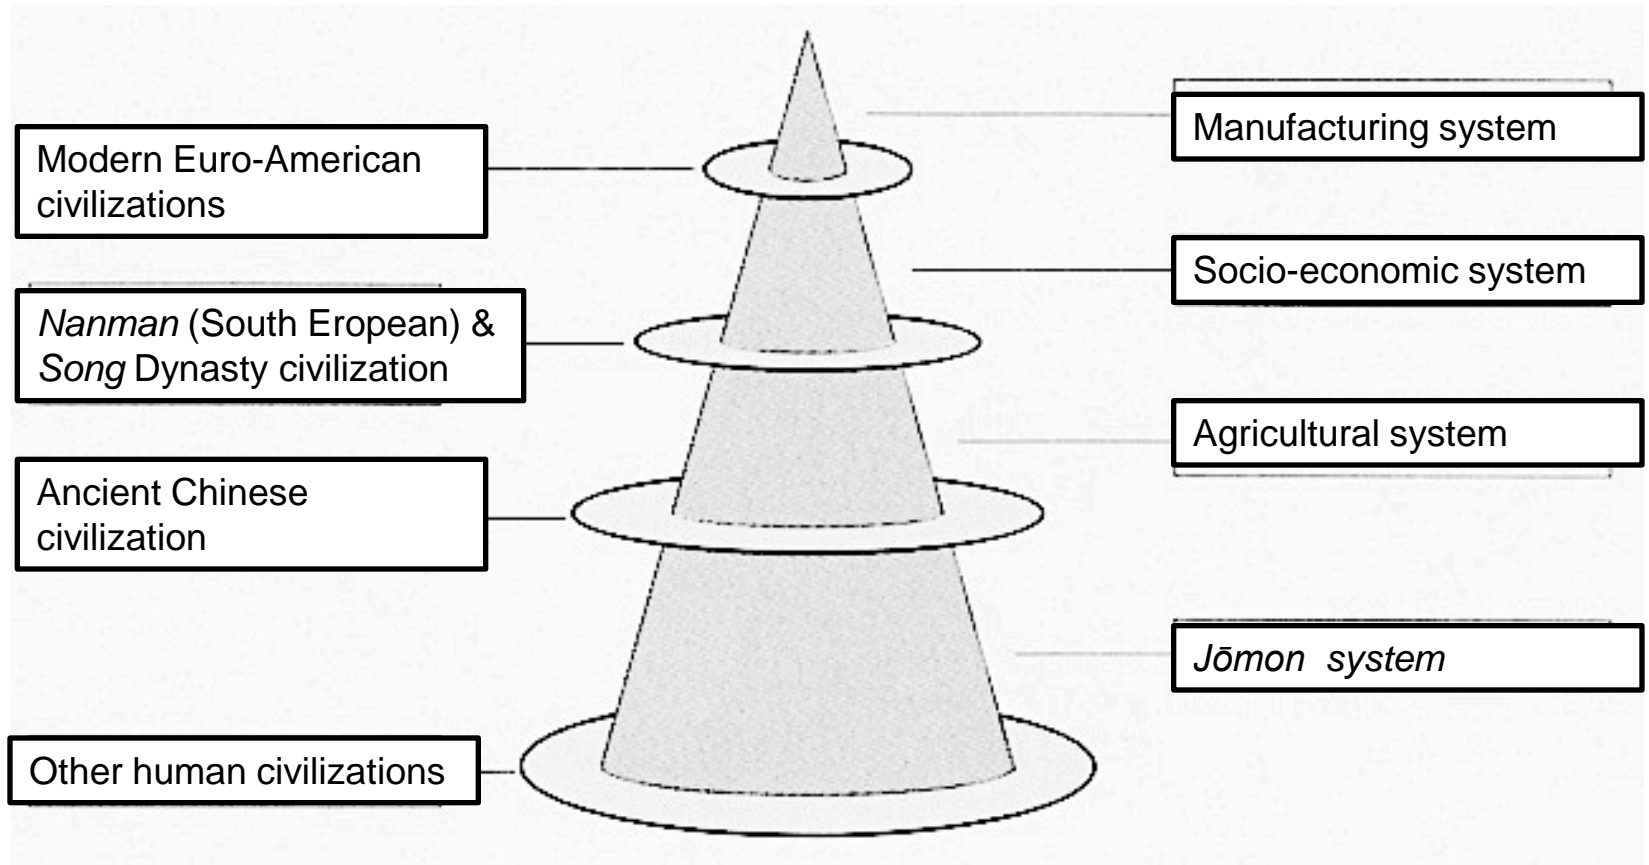 Modern Euro-American
civilizations
Nanman (South Eropean) &
Song Dynasty civilization
Ancient Chinese
civilization
Other human civilizations
Manufacturing system
Socio-economic system
Agricultural system
Jōmon system